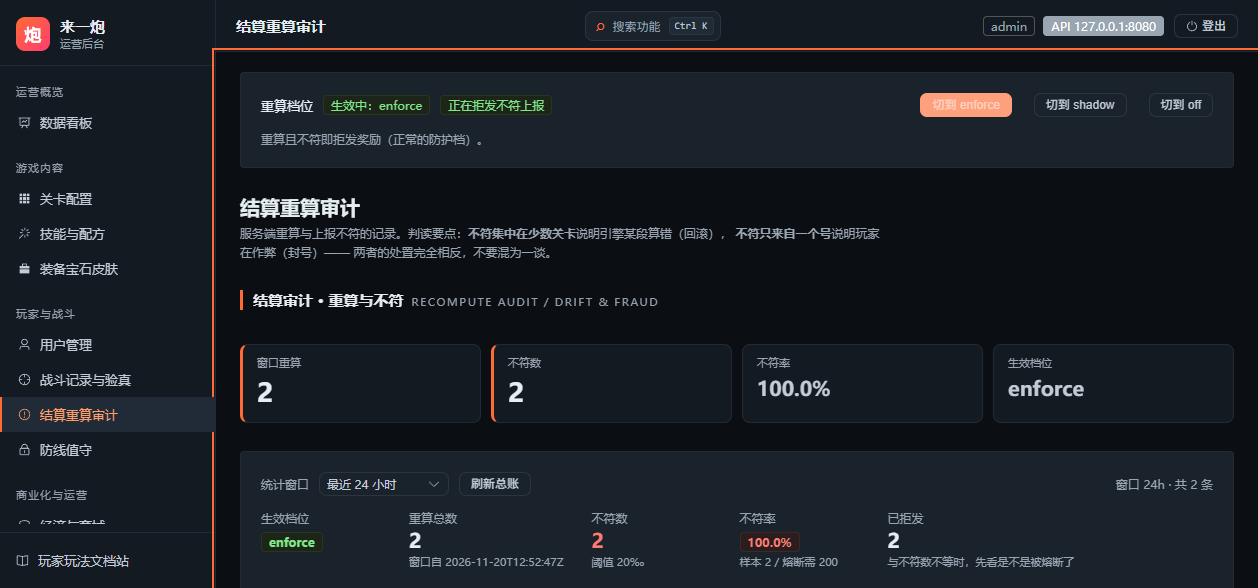 炮
来一炮
运营后台
运营概览
数据看板
游戏内容
关卡配置
技能与配方
装备宝石皮肤
玩家与战斗
用户管理
战斗记录与验真
结算重算审计
防线值守
商业化与运营
玩家玩法文档站
结算重算审计
搜索功能 Ctrl K
admin
API 127.0.0.1:8080
登出
重算档位 生效中：enforce 正在拒发不符上报
切到 enforce 切到 shadow 切到 off
重算且不符即拒发奖励（正常的防护档）。
结算重算审计
服务端重算与上报不符的记录。判读要点：不符集中在少数关卡说明引擎某段算错（回滚），不符只来自一个号说明玩家
在作弊（封号）—— 两者的处置完全相反，不要混为一谈。
结算审计 • 重算与不符 RECOMPUTE AUDIT / DRIFT & FRAUD
窗口重算
2
不符数
2
不符率
100.0%
生效档位
enforce
统计窗口 最近 24 小时 刷新总账
窗口 24h · 共 2 条
生效档位
enforce
重算总数
2
窗口自 2026-11-20T12:52:47Z
不符数
2
阈值 20‰
不符率
100.0%
样本 2 / 熔断需 200
已拒发
2
与不符数不等时，先看是不是被熔断了